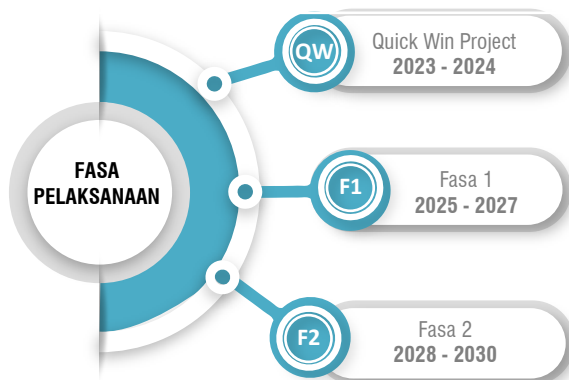 QW
Quick Win Project
2023 - 2024
FASA
PELAKSANAAN
F1
Fasa 1
2025 - 2027
F2
Fasa 2
2028 - 2030